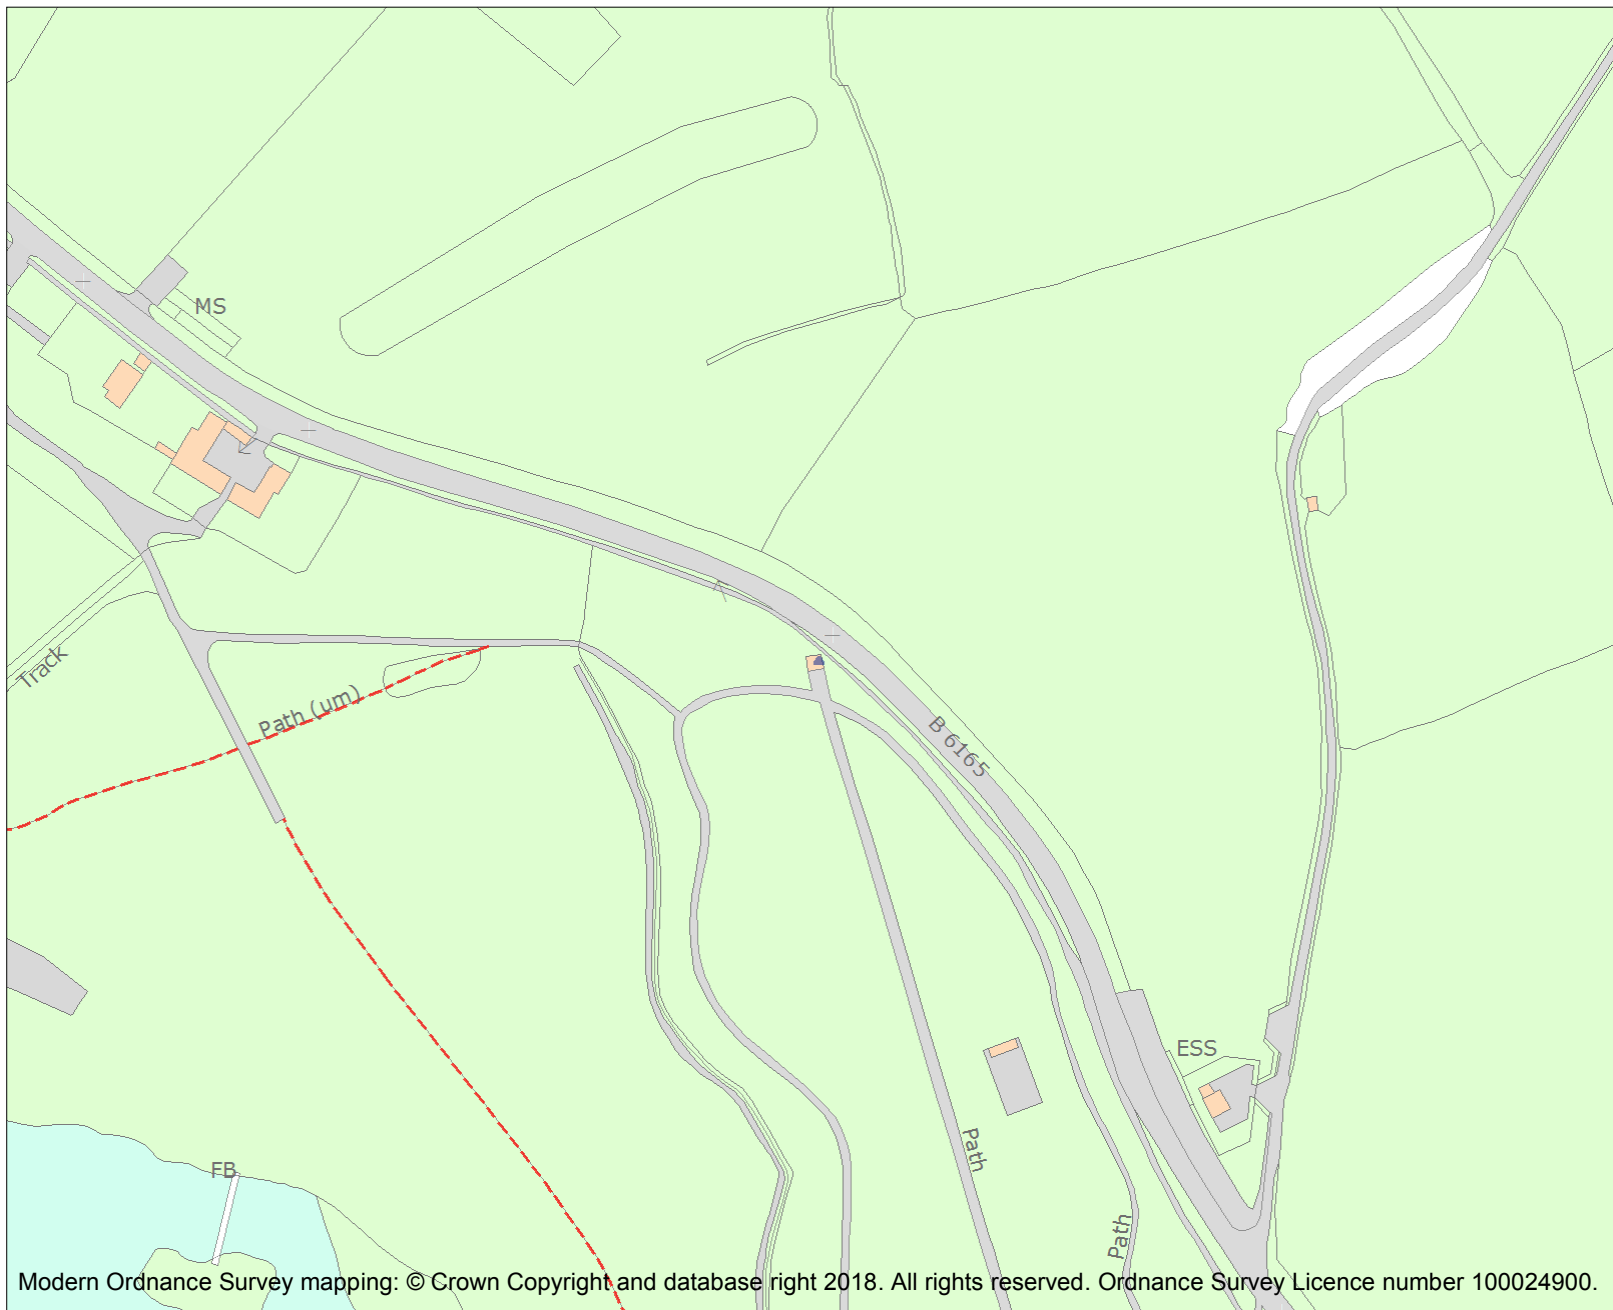 MS
Track
Path (um)
B 6165
ESS
Path
FB
Path
Modern Ordnance Survey mapping: © Crown Copyright and database right 2018. All rights reserved. Ordnance Survey Licence number 100024900.